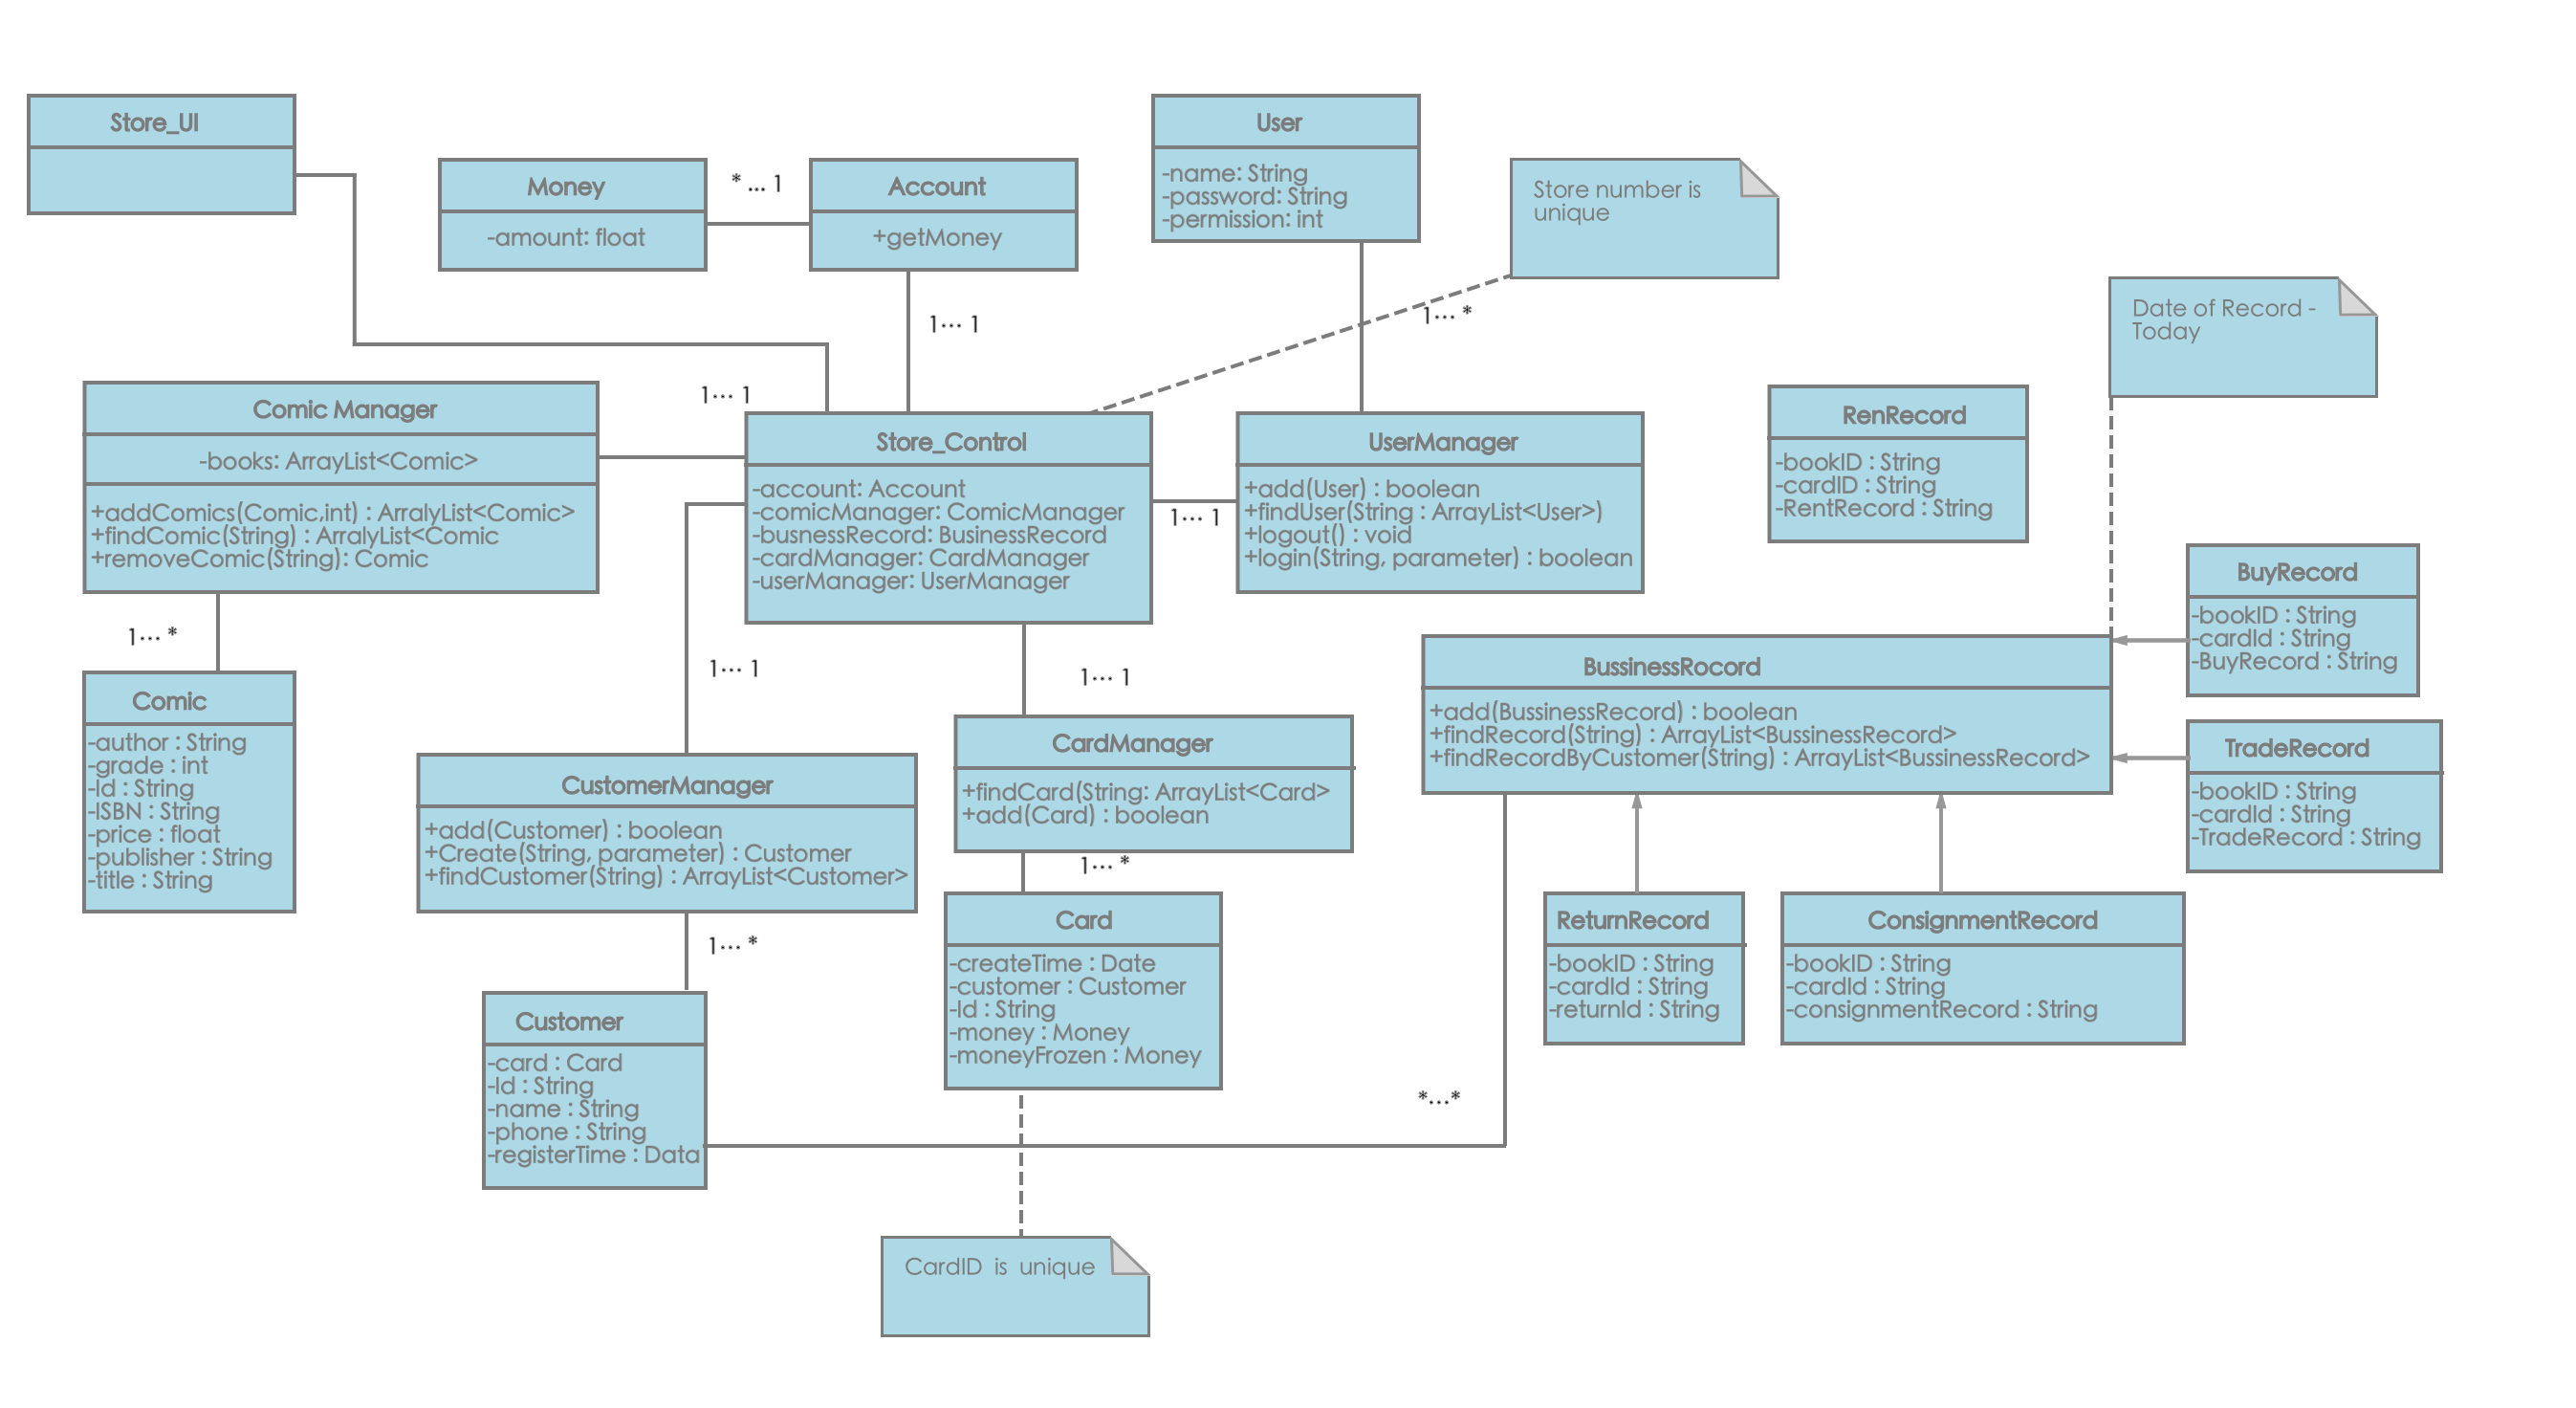 Store_UI
Money
-amount: float
* ... 1
Account
+getMoney
User
-name: String
-password: String
-permission: int
Store number is
unique
Date of Record -
Today
1... 1
1... *
1... 1
Comic Manager
-books: ArrayList<Comic>
+addComics(Comic,int) : ArralyList<Comic>
+findComic(String) : ArralyList<Comic
+removeComic(String): Comic
Store_Control
-account: Account
-comicManager: ComicManager
-busnessRecord: BusinessRecord
-cardManager: CardManager
-userManager: UserManager
1... 1
UserManager
+add(User) : boolean
+findUser(String : ArrayList<User>)
+logout() : void
+login(String, parameter) : boolean
RenRecord
-bookID : String
-cardID : String
-RentRecord : String
BuyRecord
-bookID : String
-cardId : String
-BuyRecord : String
1... *
1... 1
1... 1
Comic
-author : String
-grade : int
-Id : String
-ISBN : String
-price : float
-publisher : String
-title : String
CustomerManager
+add(Customer) : boolean
+Create(String, parameter) : Customer
+findCustomer(String) : ArrayList<Customer>
CardManager
+findCard(String: ArrayList<Card>
+add(Card) : boolean
BussinessRocord
+add(BussinessRecord) : boolean
+findRecord(String) : ArrayList<BussinessRecord>
+findRecordByCustomer(String) : ArrayList<BussinessRecord>
TradeRecord
-bookID : String
-cardId : String
-TradeRecord : String
1... *
1... *
Card
-createTime : Date
-customer : Customer
-Id : String
-money : Money
-moneyFrozen : Money
ReturnRecord
-bookID : String
-cardId : String
-returnId : String
ConsignmentRecord
-bookID : String
-cardId : String
-consignmentRecord : String
Customer
-card : Card
-Id : String
-name : String
-phone : String
-registerTime : Data
*...*
CardID is unique